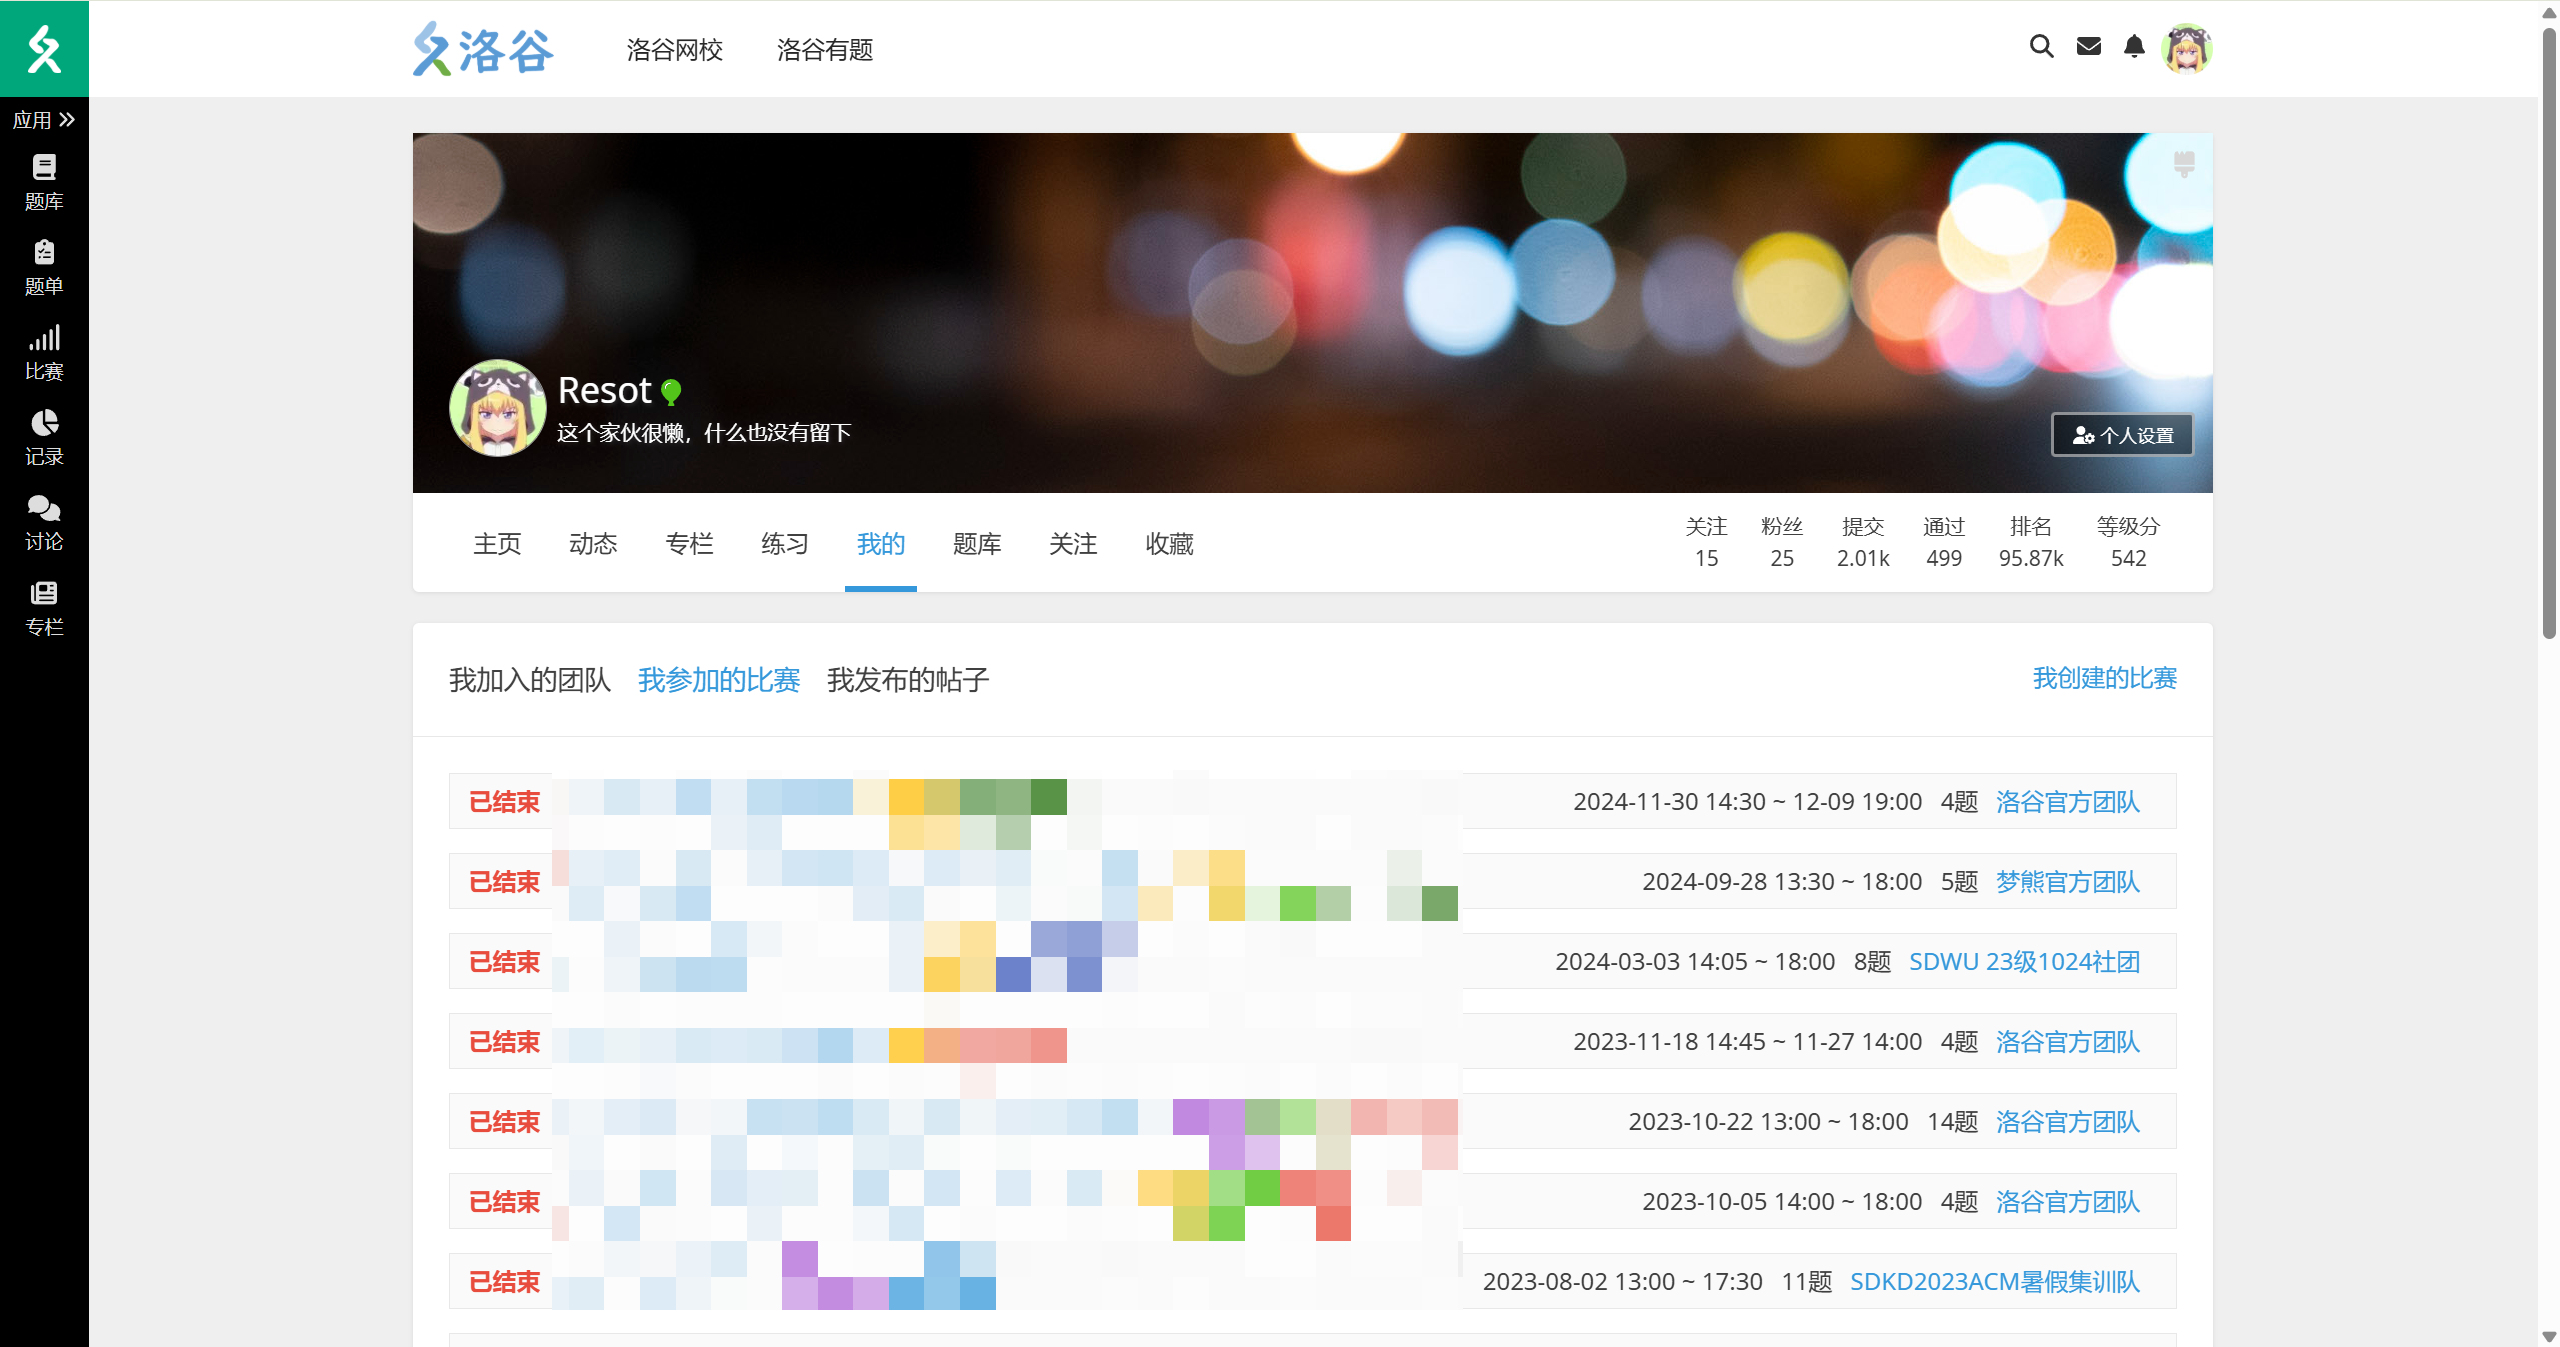 洛谷
洛谷网校
洛谷有题
应用
题库
题单
比赛
记录
讨论
专栏
Resot
这个家伙很懒，什么也没有留下
个人设置
主页 动态 专栏 练习 我的 题库 关注 收藏
关注 粉丝 提交 通过 排名 等级分
15 25 2.01k 499 95.87k 542
我加入的团队 我参加的比赛 我发布的帖子 我创建的比赛
已结束 2024-11-30 14:30 ~ 12-09 19:00 4题 洛谷官方团队
已结束 2024-09-28 13:30 ~ 18:00 5题 梦熊官方团队
已结束 2024-03-03 14:05 ~ 18:00 8题 SDWU 23级1024社团
已结束 2023-11-18 14:45 ~ 11-27 14:00 4题 洛谷官方团队
已结束 2023-10-22 13:00 ~ 18:00 14题 洛谷官方团队
已结束 2023-10-05 14:00 ~ 18:00 4题 洛谷官方团队
已结束 2023-08-02 13:00 ~ 17:30 11题 SDKD2023ACM暑假集训队